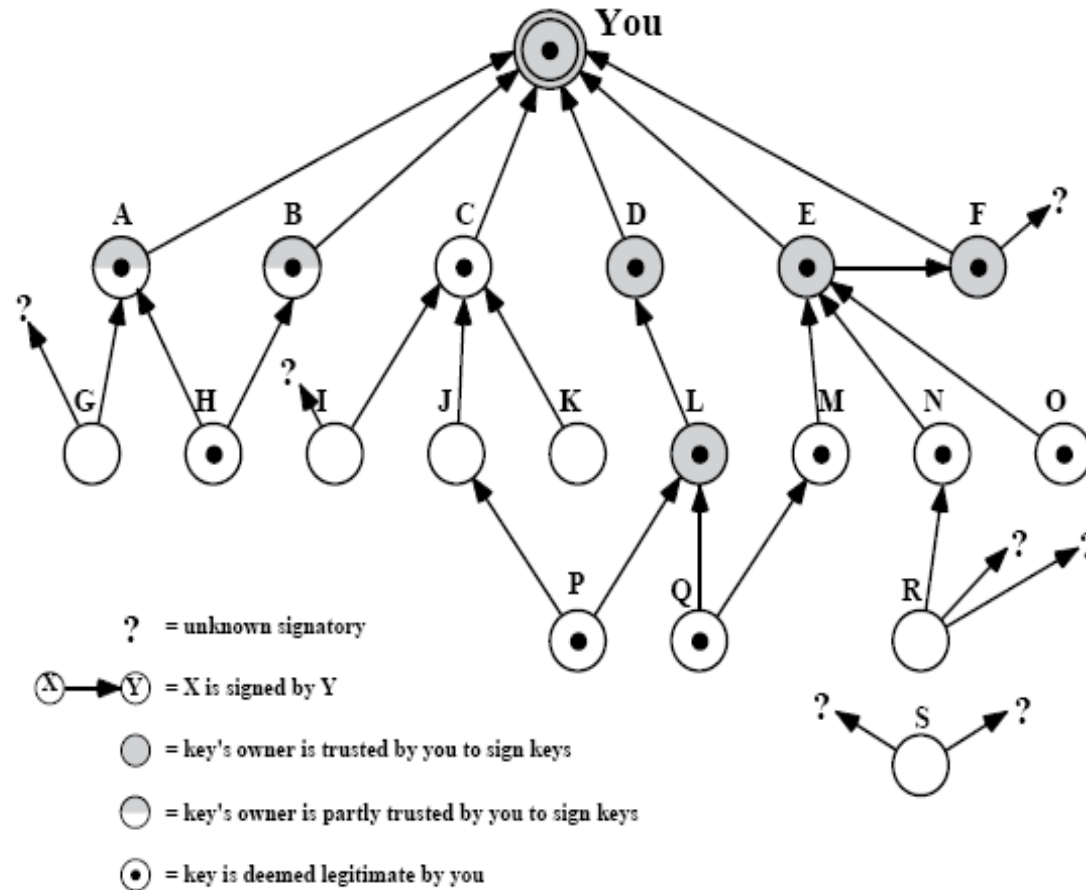 You
A B C D E F ?
?
G H ? I J K L M N O
P Q R ? ?
? = unknown signatory
X Y = X is signed by Y
? S ?
= key's owner is trusted by you to sign keys
= key's owner is partly trusted by you to sign keys
= key is deemed legitimate by you